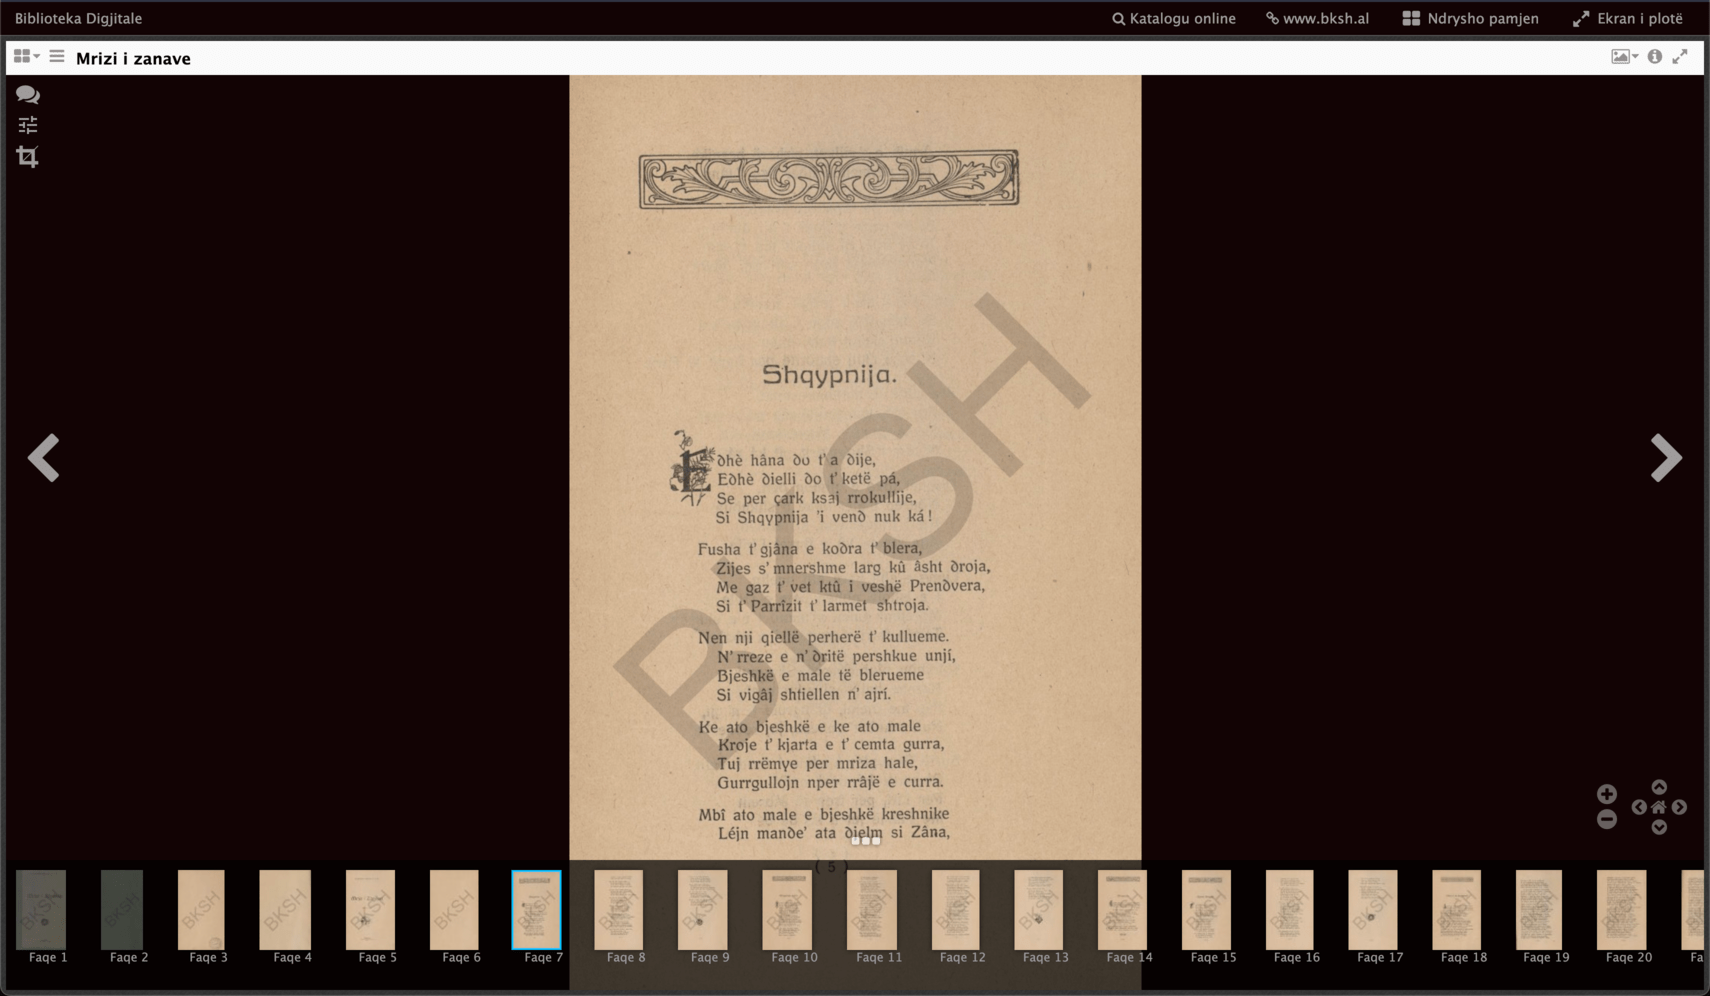 Biblioteka Digjitale
Katalogu online
www.bksh.al
Ndrysho pamjen
Ekran i plotë
Mrizi i zanave
Shqypnija.
Edhè hâna do t'a dije,
Edhè dielli do t' ketë pá,
Se per çark ksaj rrokullije,
Si Shqypnija 'i vend nuk ká!
Fusha t' gjâna e kodra t' blera,
Zijes s' mnershme larg kû âsht droja,
Me gaz t' vet ktû i veshë Prendvera,
Si t' Parrîzit t' larmet shtroja.
Nen nji qiellë perherë t' kullueme.
N' rreze e n' dritë pershkue unjí,
Bjeshkë e male të blerueme
Si vigâj shtiellen n' ajrí.
Ke ato bjeshkë e ke ato male
Kroje t' kjarta e t' cemta gurra,
Tuj rrëmye per mriza hale,
Gurrgullojn nper rrâjë e curra.
Mbî ato male e bjeshkë kreshnike
Léjn mande' ata dielm si Zâna,
( 5 )
BKSH
Faqe 1
Faqe 2
Faqe 3
Faqe 4
Faqe 5
Faqe 6
Faqe 7
Faqe 8
Faqe 9
Faqe 10
Faqe 11
Faqe 12
Faqe 13
Faqe 14
Faqe 15
Faqe 16
Faqe 17
Faqe 18
Faqe 19
Faqe 20
Fa